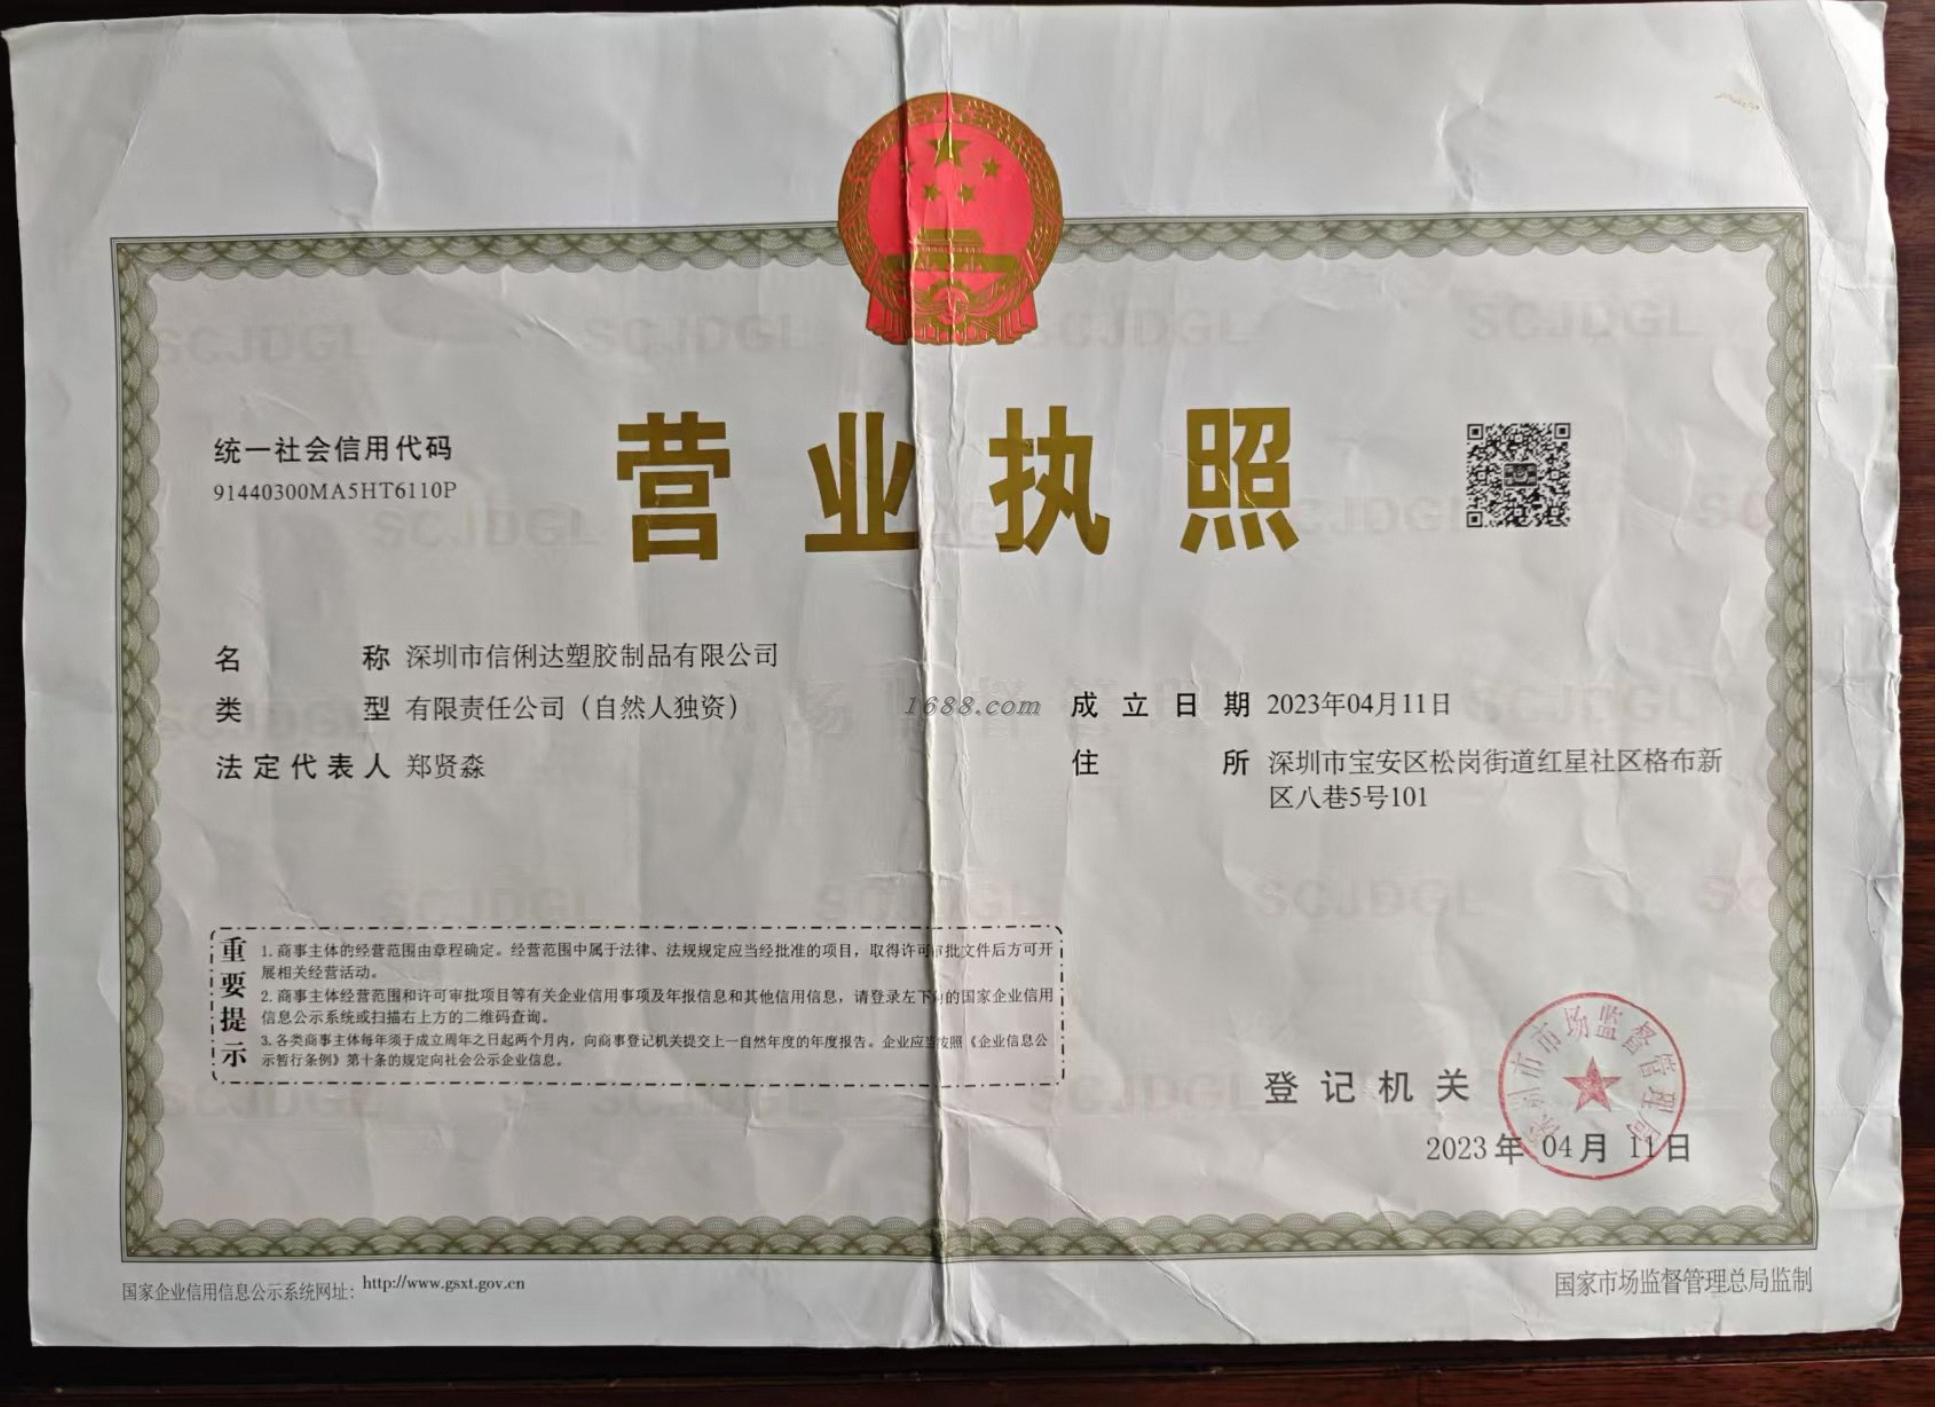 营业执照
统一社会信用代码
91440300MA5HT6110P
名称 深圳市信俐达塑胶制品有限公司
类型 有限责任公司（自然人独资）
法定代表人 郑贤淼
成立日期 2023年04月11日
住所 深圳市宝安区松岗街道红星社区格布新
区八巷5号101
1688.com
重要提示
1.商事主体的经营范围由章程确定。经营范围中属于法律、法规规定应当经批准的项目，取得许可审批文件后方可开
展相关经营活动。
2.商事主体经营范围和许可审批项目等有关企业信用事项及年报信息和其他信用信息，请登录左下角的国家企业信用
信息公示系统或扫描右上方的二维码查询。
3.各类商事主体每年须于成立周年之日起两个月内，向商事登记机关提交上一自然年度的年度报告。企业应当按照《企业信息公
示暂行条例》第十条的规定向社会公示企业信息。
登记机关
深圳市市场监督管理局
2023年04月11日
国家企业信用信息公示系统网址：http://www.gsxt.gov.cn
国家市场监督管理总局监制
SCJDGL